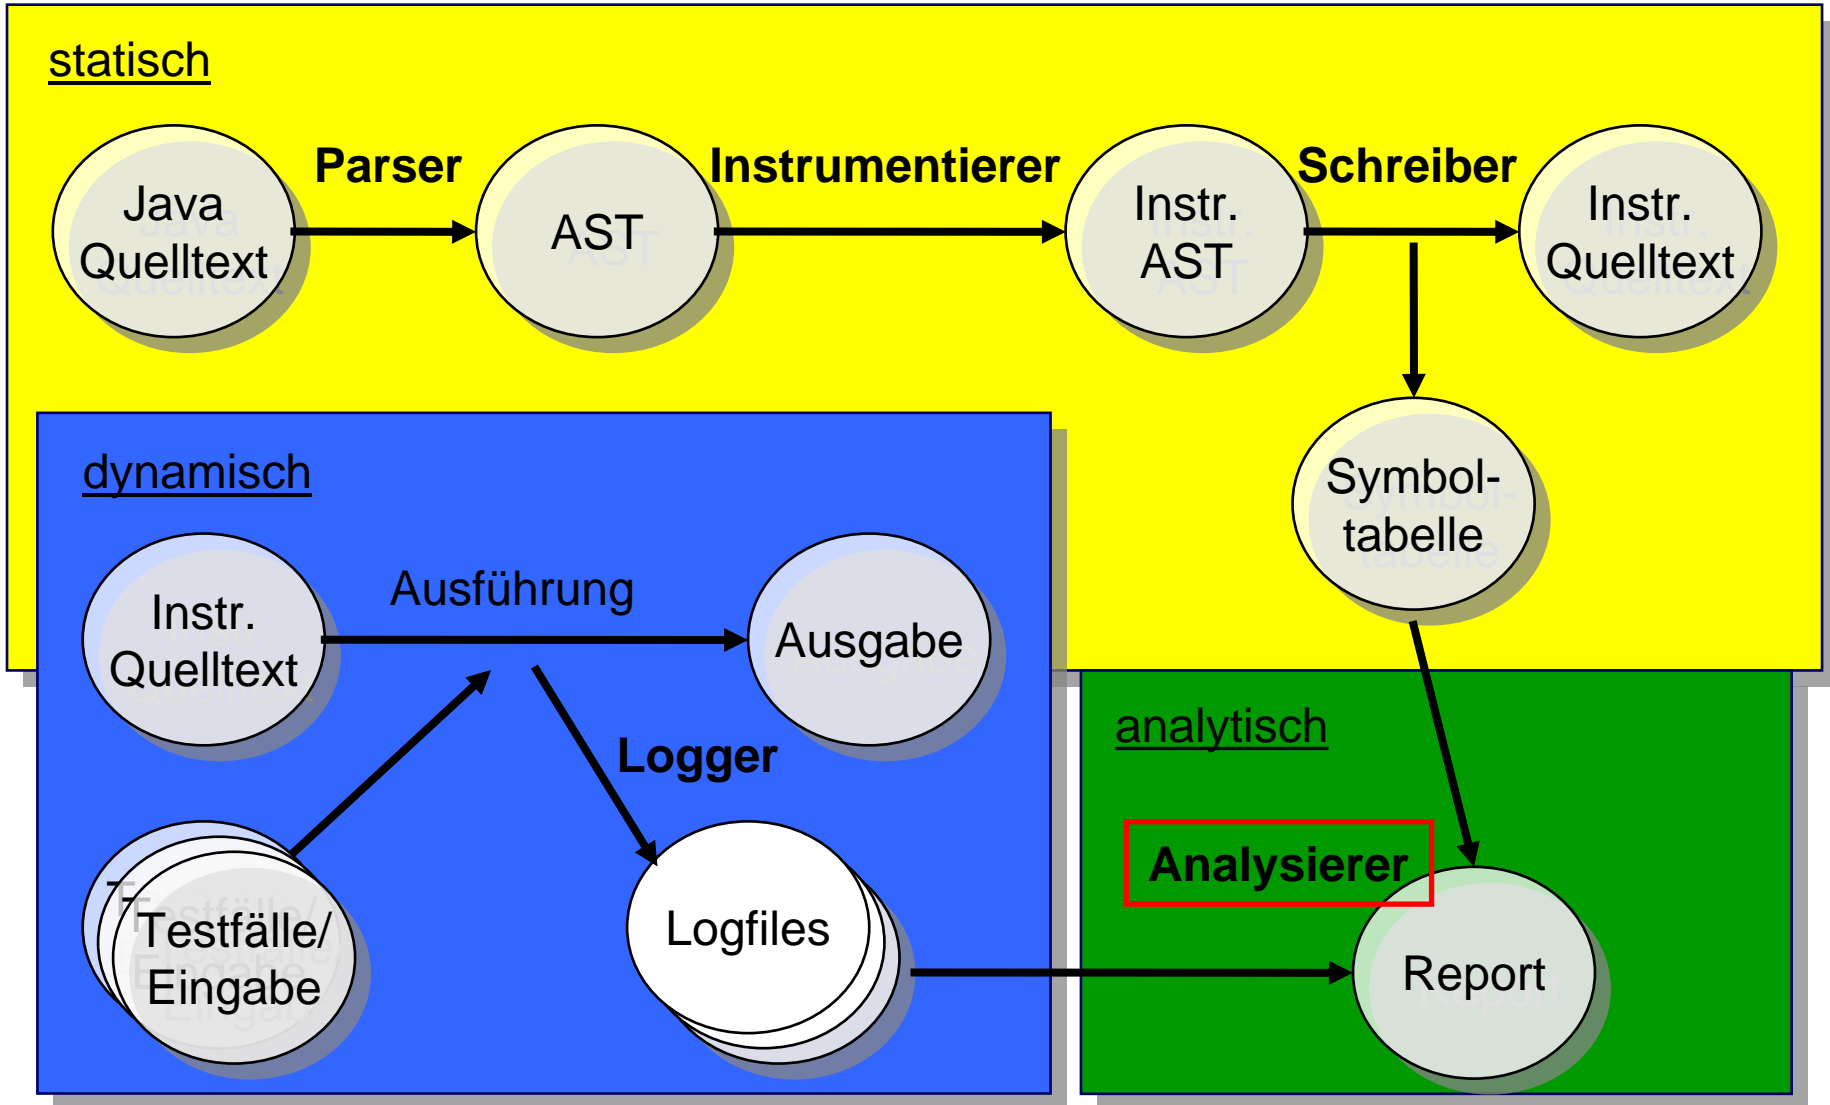 statisch
Parser
Instrumentierer
Schreiber
Java
Quelltext
AST
Instr.
AST
Instr.
Quelltext
Symbol-
tabelle
dynamisch
Instr.
Quelltext
Ausführung
Ausgabe
Logger
Testfälle/
Eingabe
Logfiles
analytisch
Analysierer
Report